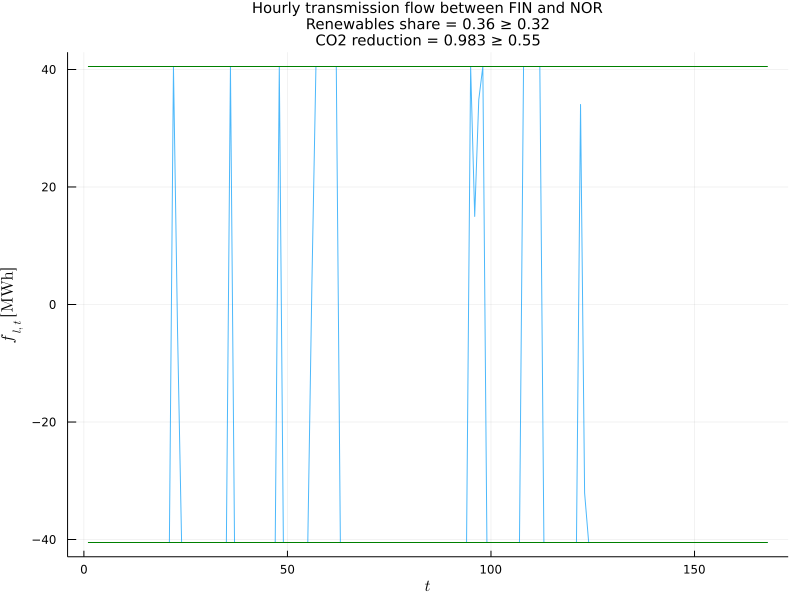 Hourly transmission flow between FIN and NOR
Renewables share = 0.36 ≥ 0.32
CO2 reduction = 0.983 ≥ 0.55
40
20
0
−20
−40
f_{l,t} [MWh]
0
50
100
150
t